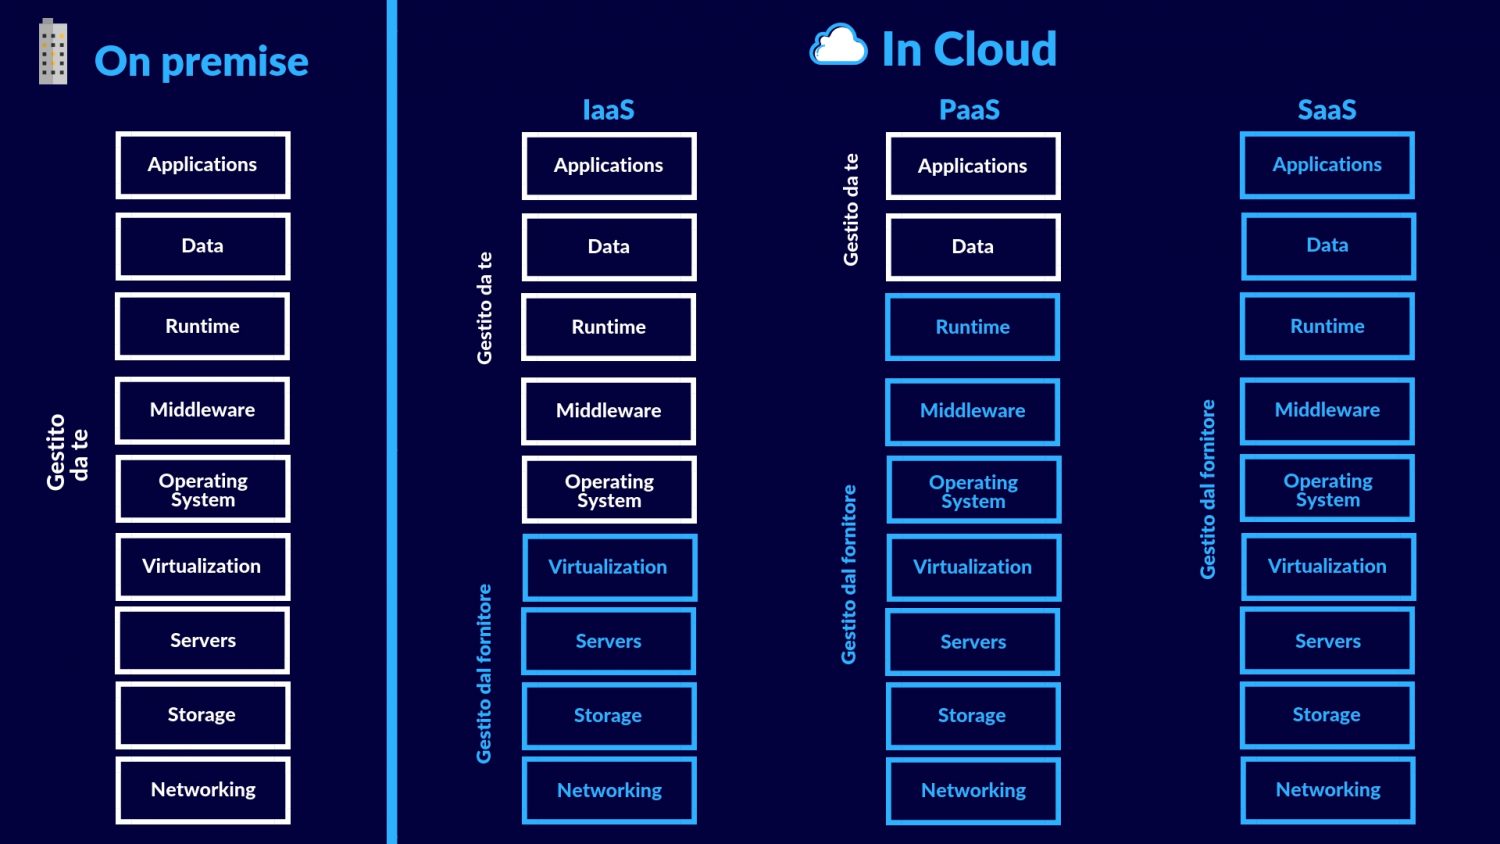 On premise
Gestito
da te
Applications
Data
Runtime
Middleware
Operating
System
Virtualization
Servers
Storage
Networking
In Cloud
IaaS
Gestito da te
Gestito dal fornitore
Applications
Data
Runtime
Middleware
Operating
System
Virtualization
Servers
Storage
Networking
PaaS
Gestito da te
Gestito dal fornitore
Applications
Data
Runtime
Middleware
Operating
System
Virtualization
Servers
Storage
Networking
SaaS
Gestito dal fornitore
Applications
Data
Runtime
Middleware
Operating
System
Virtualization
Servers
Storage
Networking